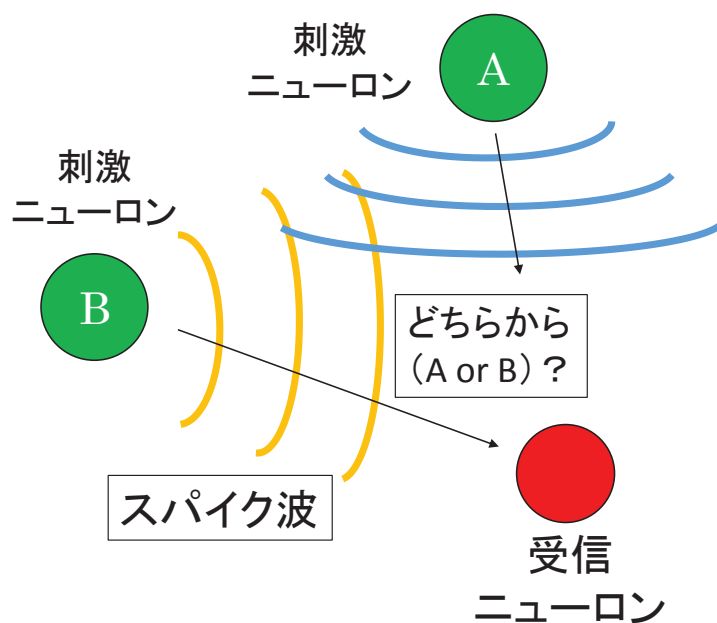 刺激
ニューロン
A
刺激
ニューロン
B
どちらから
（A or B）？
スパイク波
受信
ニューロン